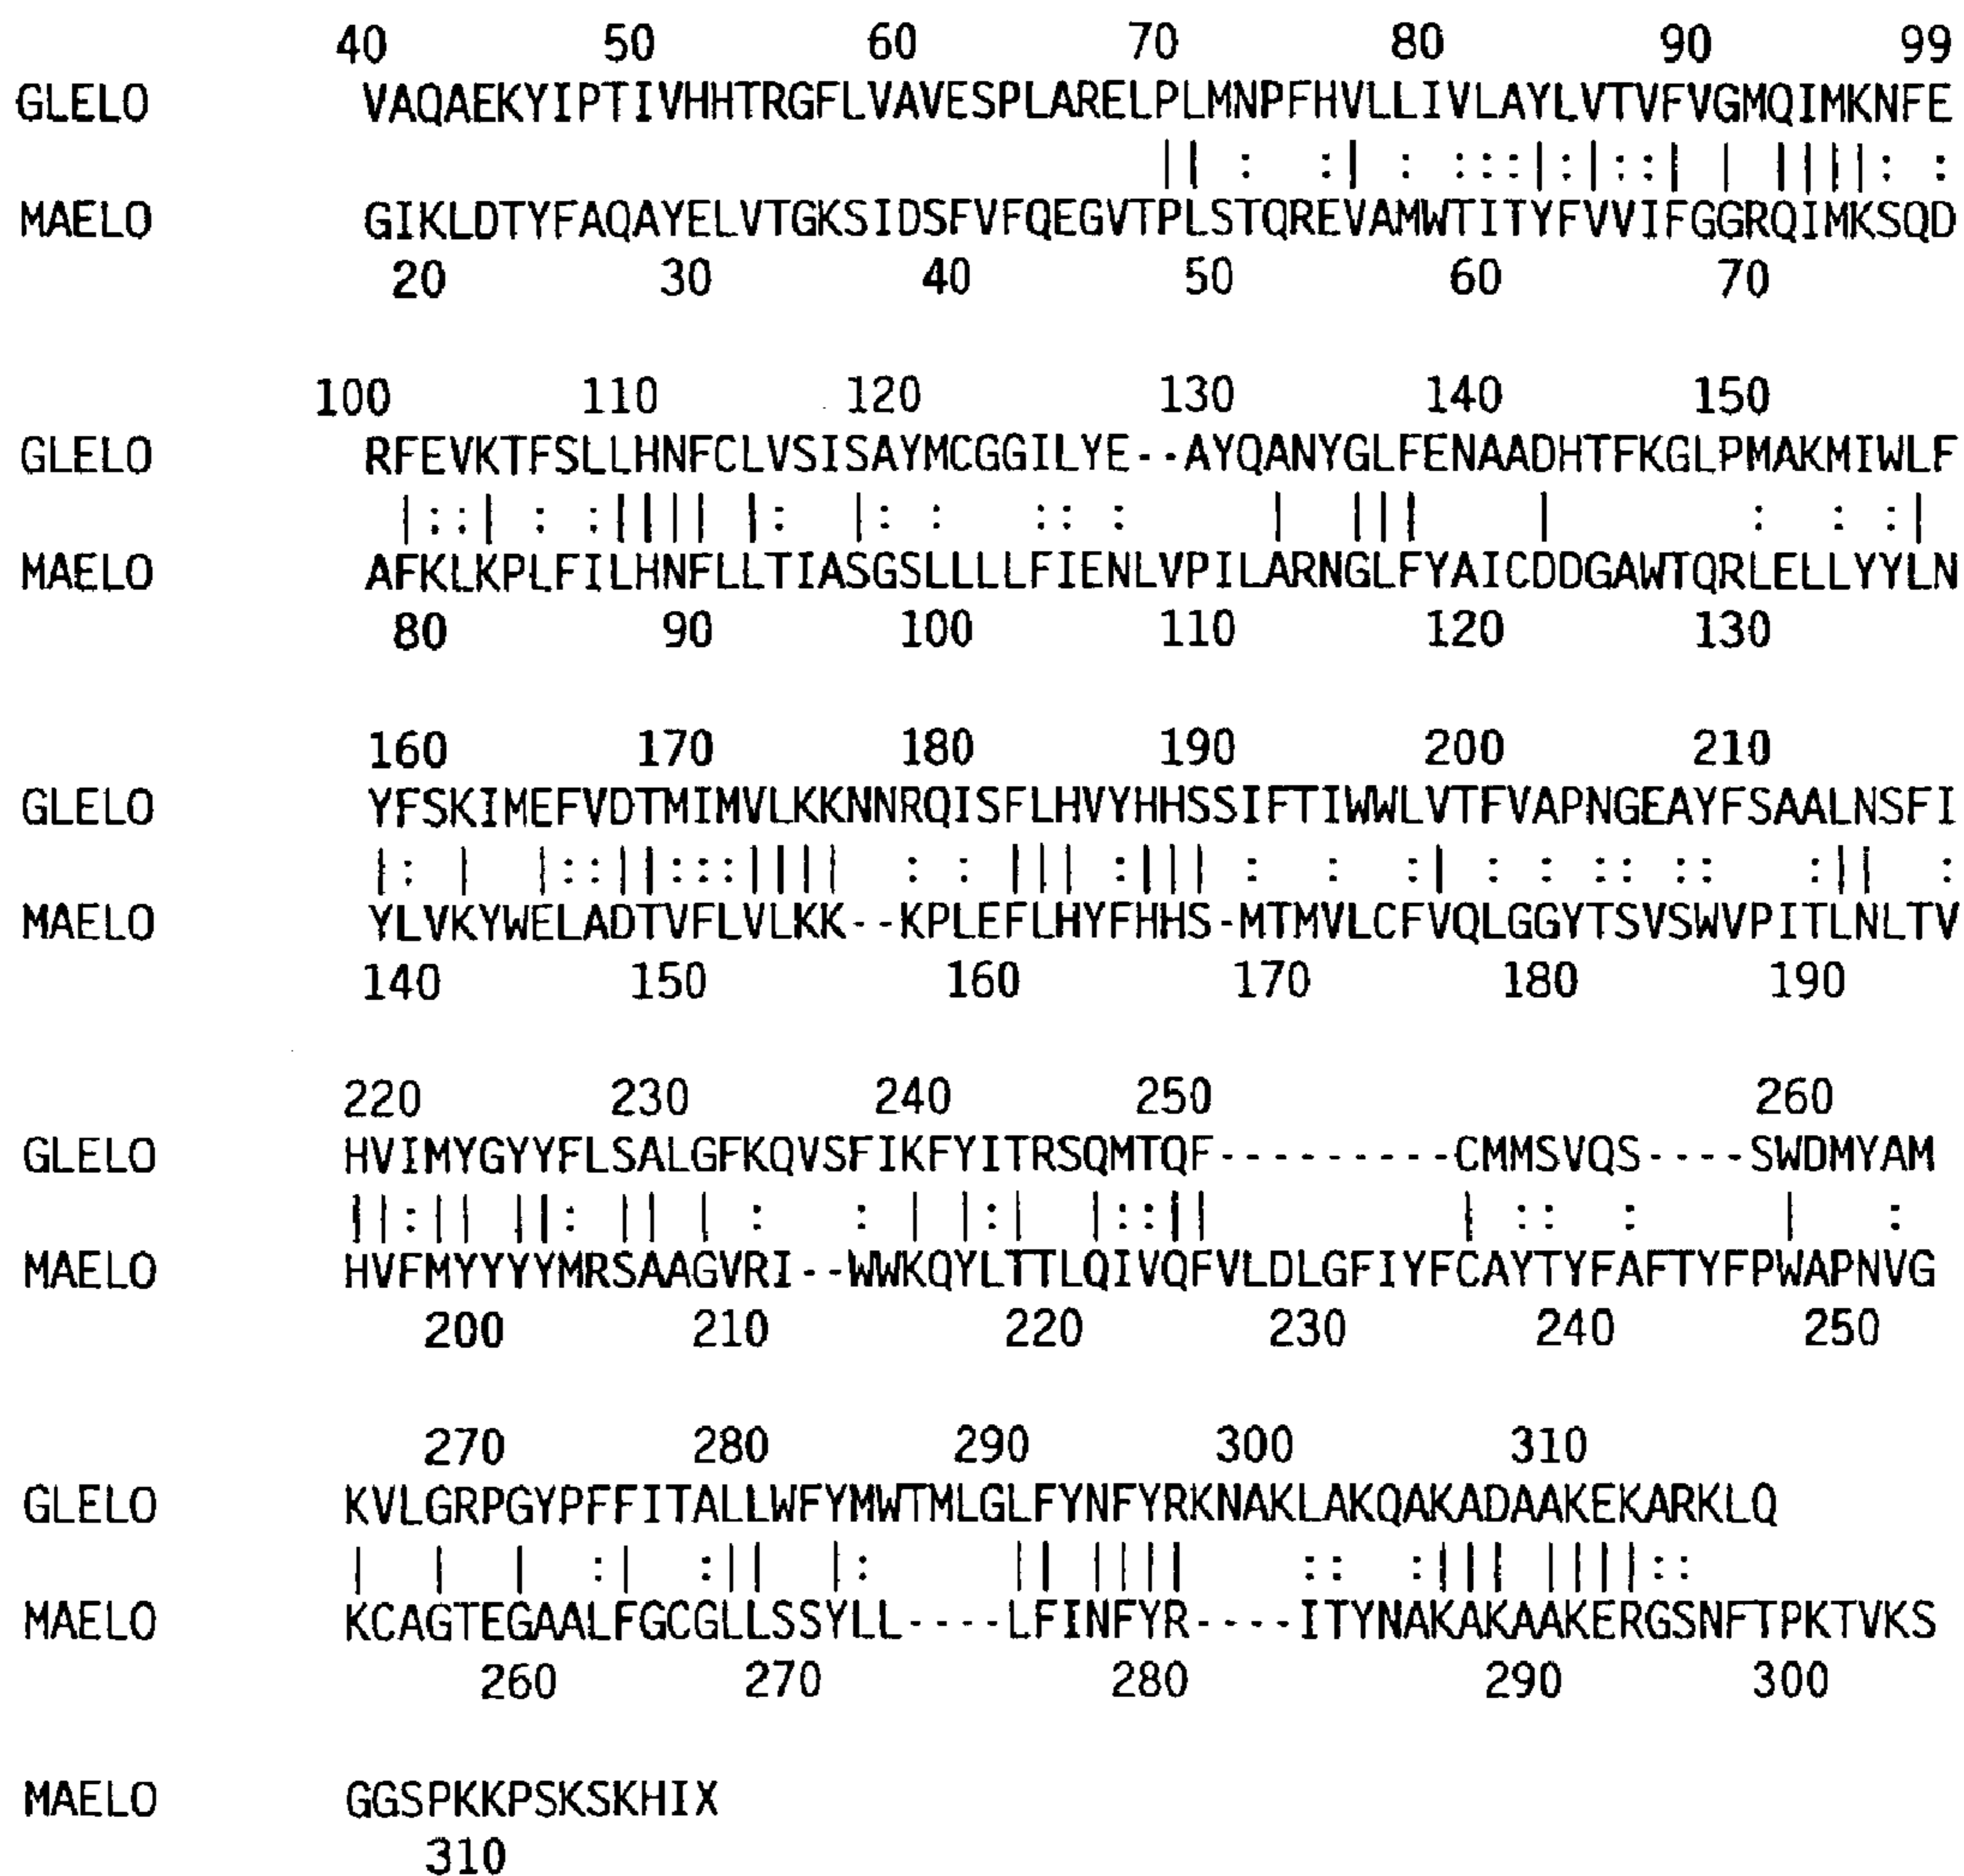 40 50 60 70 80 90 99
GLELO VAQAEKYIPTIVHHTRGFLVAVESPLARELPLMNPFHVLLIVLAYLVTVFVGMQIMKNFE
|| : :| : :::|:|::| | ||||: :
MAELO GIKLDTYFAQAYELVTGKSIDSFVFQEGVTPLSTQREVAMWTITYFVVIFGGRQIMKSQD
20 30 40 50 60 70
100 110 120 130 140 150
GLELO RFEVKTFSLLHNFCLVSISAYMCGGILYE--AYQANYGLFENAADHTFKGLPMAKMIWLF
|::| : :|||| |: |: : :: : | ||| | : : :|
MAELO AFKLKPLFILHNFLLTIASGSLLLLFIENLVPILARNGLFYAICDDGAWTQRLELLYYLN
80 90 100 110 120 130
160 170 180 190 200 210
GLELO YFSKIMEFVDTMIMVLKKNNRQISFLHVYHHSSIFTIWWLVTFVAPNGEAYFSAALNSFI
|: | |::||:::|||| : : ||| :||| : : :| : : :: :: :|| :
MAELO YLVKYWELADTVFLVLKK--KPLEFLHYFHHS-MTMVLCFVQLGGYTSVSWVPITLNLTV
140 150 160 170 180 190
220 230 240 250 260
GLELO HVIMYGYYFLSALGFKQVSFIKFYITRSQMTQF---------CMMSVQS----SWDMYAM
||:|| ||: || | : : | |:| |::|| | :: : | :
MAELO HVFMYYYYMRSAAGVRI--WWKQYLTTLQIVQFVLDLGFIYFCAYTYFAFTYFPWAPNVG
200 210 220 230 240 250
270 280 290 300 310
GLELO KVLGRPGYPFFITALLWFYMWTMLGLFYNFYRKNAKLAKQAKADAAKEKARKLQ
| | | :| :|| |: || |||| :: :||| ||||::
MAELO KCAGTEGAALFGCGLLSSYLL----LFINFYR----ITYNAKAKAAKERGSNFTPKTVKS
260 270 280 290 300
MAELO GGSPKKPSKSKHIX
310